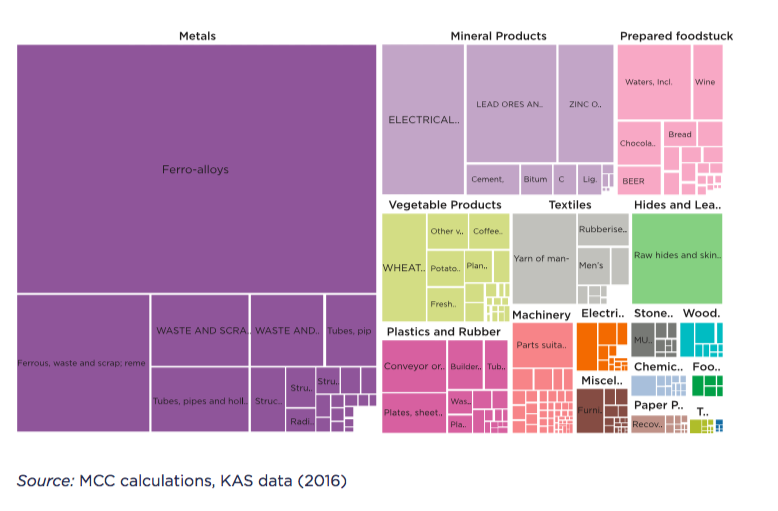 Metals
Ferro-alloys
Ferrous, waste and scrap; reme
WASTE AND SCRA..
WASTE AND..
Tubes, pip
Tubes, pipes and holl..
Struc..
Stru..
Stru..
Radi..
Mineral Products
ELECTRICAL..
LEAD ORES AN..
ZINC O..
Cement,
Bitum
C
Lig.
Prepared foodstuck
Waters, Incl.
Wine
Chocola..
Bread
BEER
Vegetable Products
WHEAT..
Other v..
Coffee..
Potato..
Plan..
Fresh..
Textiles
Yarn of man-
Rubberise..
Men's
Hides and Lea..
Raw hides and skin..
Plastics and Rubber
Conveyor or..
Builder..
Tub..
Plates, sheet..
Was..
Pla..
Machinery
Parts suita..
Electri..
Miscel..
Furni..
Stone..
MU..
Wood.
Chemic..
Foo..
Paper P..
Recov..
T..
Source: MCC calculations, KAS data (2016)